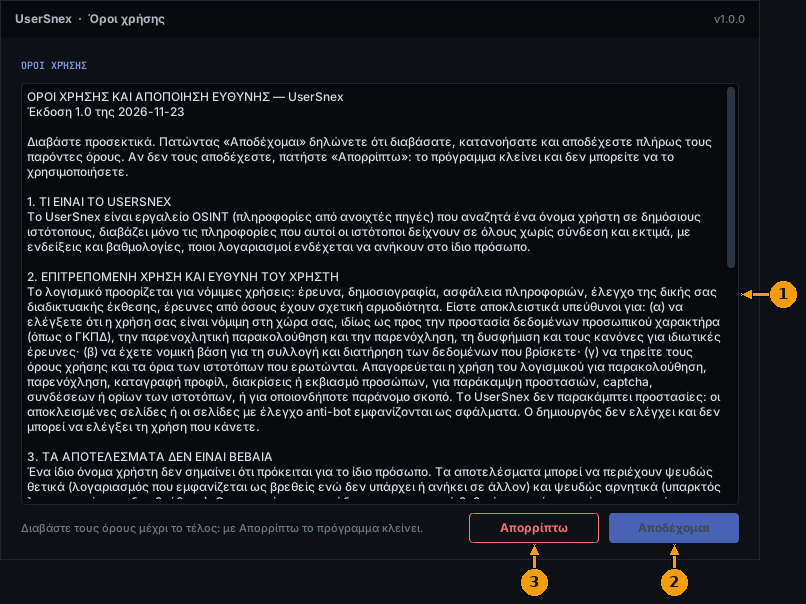 UserSnex · Όροι χρήσης
v1.0.0
ΌΡΟΙ ΧΡΉΣΗΣ
ΟΡΟΙ ΧΡΗΣΗΣ ΚΑΙ ΑΠΟΠΟΙΗΣΗ ΕΥΘΥΝΗΣ — UserSnex
Έκδοση 1.0 της 2026-11-23
Διαβάστε προσεκτικά. Πατώντας «Αποδέχομαι» δηλώνετε ότι διαβάσατε, κατανοήσατε και αποδέχεστε πλήρως τους
παρόντες όρους. Αν δεν τους αποδέχεστε, πατήστε «Απορρίπτω»: το πρόγραμμα κλείνει και δεν μπορείτε να το
χρησιμοποιήσετε.
1. ΤΙ ΕΙΝΑΙ ΤΟ USERSNEX
Το UserSnex είναι εργαλείο OSINT (πληροφορίες από ανοιχτές πηγές) που αναζητά ένα όνομα χρήστη σε δημόσιους
ιστότοπους, διαβάζει μόνο τις πληροφορίες που αυτοί οι ιστότοποι δείχνουν σε όλους χωρίς σύνδεση και εκτιμά, με
ενδείξεις και βαθμολογίες, ποιοι λογαριασμοί ενδέχεται να ανήκουν στο ίδιο πρόσωπο.
2. ΕΠΙΤΡΕΠΟΜΕΝΗ ΧΡΗΣΗ ΚΑΙ ΕΥΘΥΝΗ ΤΟΥ ΧΡΗΣΤΗ
Το λογισμικό προορίζεται για νόμιμες χρήσεις: έρευνα, δημοσιογραφία, ασφάλεια πληροφοριών, έλεγχο της δικής σας
διαδικτυακής έκθεσης, έρευνες από όσους έχουν σχετική αρμοδιότητα. Είστε αποκλειστικά υπεύθυνοι για: (α) να
ελέγξετε ότι η χρήση σας είναι νόμιμη στη χώρα σας, ιδίως ως προς την προστασία δεδομένων προσωπικού χαρακτήρα
(όπως ο ΓΚΠΔ), την παρενοχλητική παρακολούθηση και την παρενόχληση, τη δυσφήμιση και τους κανόνες για ιδιωτικές
έρευνες· (β) να έχετε νομική βάση για τη συλλογή και διατήρηση των δεδομένων που βρίσκετε· (γ) να τηρείτε τους
όρους χρήσης και τα όρια των ιστοτόπων που ερωτώνται. Απαγορεύεται η χρήση του λογισμικού για παρακολούθηση,
παρενόχληση, καταγραφή προφίλ, διακρίσεις ή εκβιασμό προσώπων, για παράκαμψη προστασιών, captcha,
συνδέσεων ή ορίων των ιστοτόπων, ή για οποιονδήποτε παράνομο σκοπό. Το UserSnex δεν παρακάμπτει προστασίες: οι
αποκλεισμένες σελίδες ή οι σελίδες με έλεγχο anti-bot εμφανίζονται ως σφάλματα. Ο δημιουργός δεν ελέγχει και δεν
μπορεί να ελέγξει τη χρήση που κάνετε.
3. ΤΑ ΑΠΟΤΕΛΕΣΜΑΤΑ ΔΕΝ ΕΙΝΑΙ ΒΕΒΑΙΑ
Ένα ίδιο όνομα χρήστη δεν σημαίνει ότι πρόκειται για το ίδιο πρόσωπο. Τα αποτελέσματα μπορεί να περιέχουν ψευδώς
θετικά (λογαριασμός που εμφανίζεται ως βρεθείς ενώ δεν υπάρχει ή ανήκει σε άλλον) και ψευδώς αρνητικά (υπαρκτός
Διαβάστε τους όρους μέχρι το τέλος: με Απορρίπτω το πρόγραμμα κλείνει.
Απορρίπτω
Αποδέχομαι
1
3
2